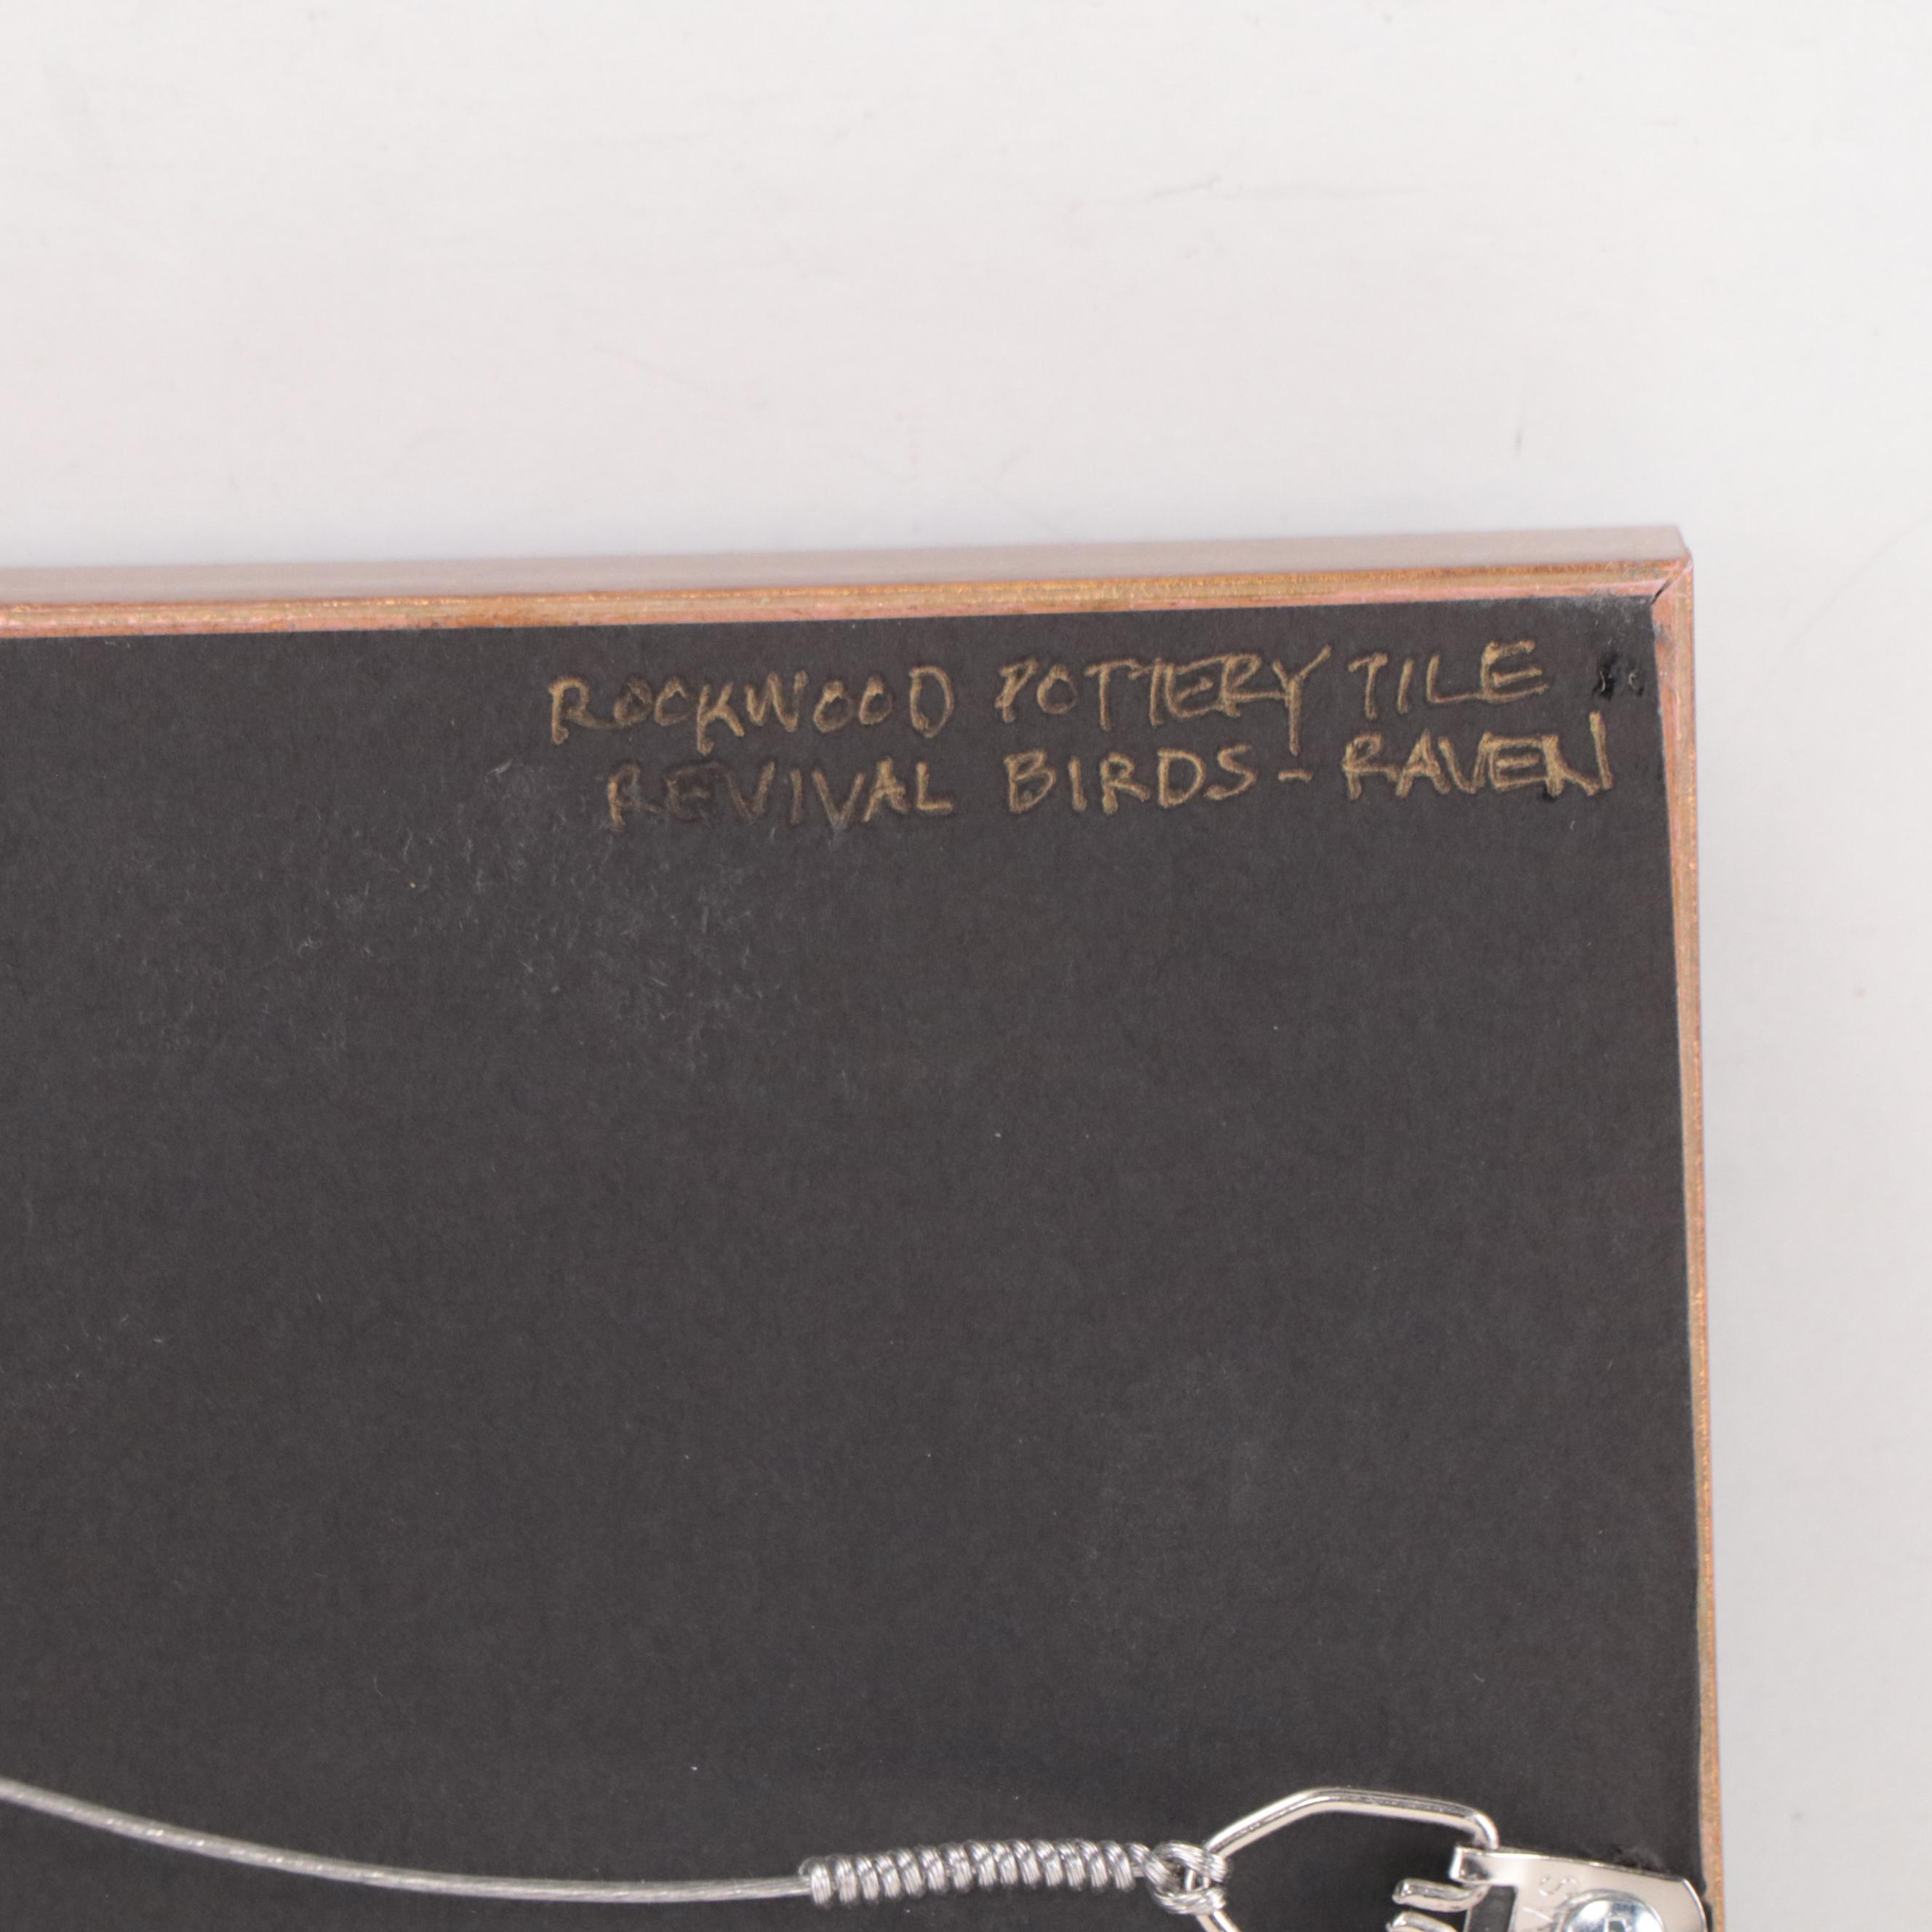 ROCKWOOD POTTERY TILE
REVIVAL BIRDS - RAVEN